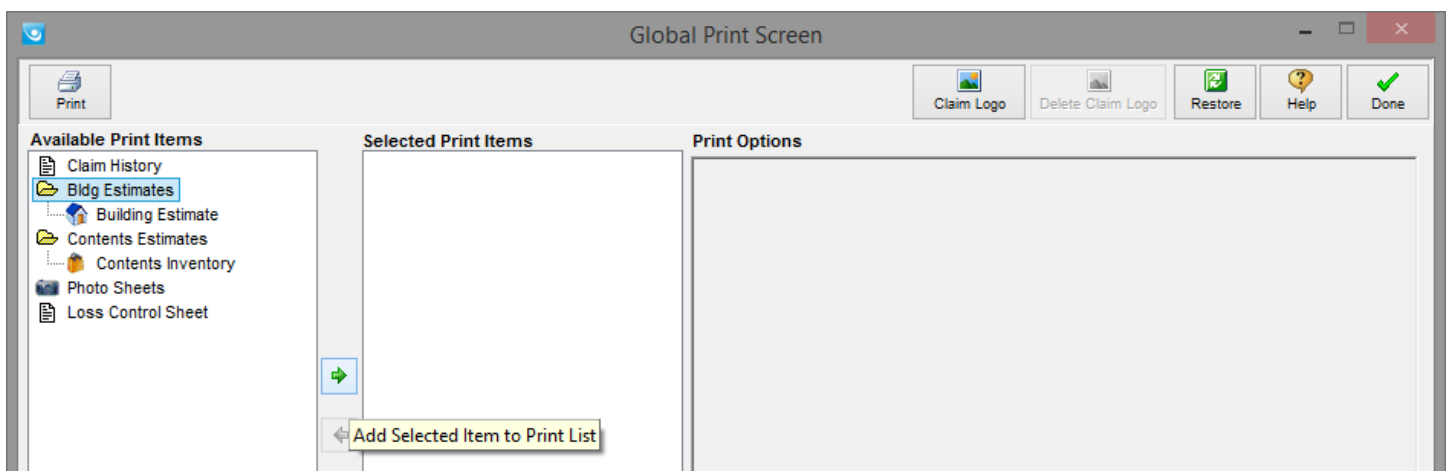 Global Print Screen
Print
Claim Logo
Delete Claim Logo
Restore
Help
Done
Available Print Items
Selected Print Items
Print Options
Claim History
Bldg Estimates
Building Estimate
Contents Estimates
Contents Inventory
Photo Sheets
Loss Control Sheet
Add Selected Item to Print List